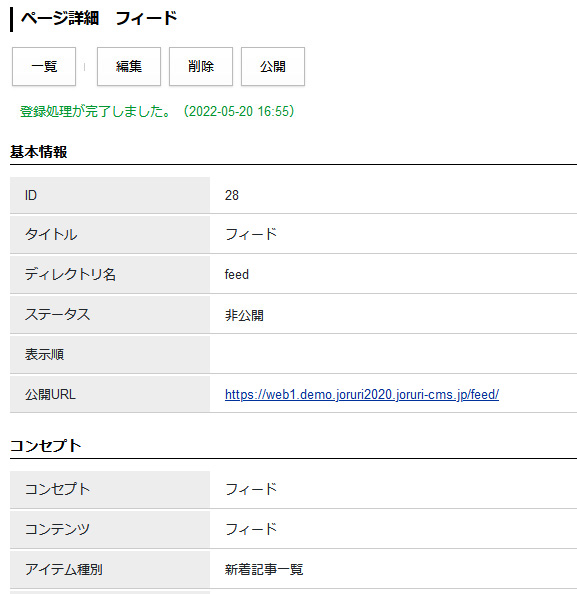 ページ詳細　フィード
一覧 | 編集 削除 公開
登録処理が完了しました。（2022-05-20 16:55）
基本情報
ID 28
タイトル フィード
ディレクトリ名 feed
ステータス 非公開
表示順
公開URL https://web1.demo.joruri2020.joruri-cms.jp/feed/
コンセプト
コンセプト フィード
コンテンツ フィード
アイテム種別 新着記事一覧